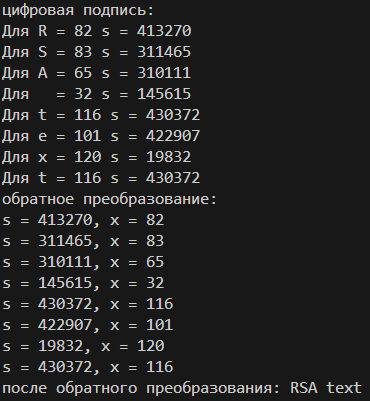 цифровая подпись:
Для R = 82 s = 413270
Для S = 83 s = 311465
Для A = 65 s = 310111
Для   = 32 s = 145615
Для t = 116 s = 430372
Для e = 101 s = 422907
Для x = 120 s = 19832
Для t = 116 s = 430372
обратное преобразование:
s = 413270, x = 82
s = 311465, x = 83
s = 310111, x = 65
s = 145615, x = 32
s = 430372, x = 116
s = 422907, x = 101
s = 19832, x = 120
s = 430372, x = 116
после обратного преобразования: RSA text